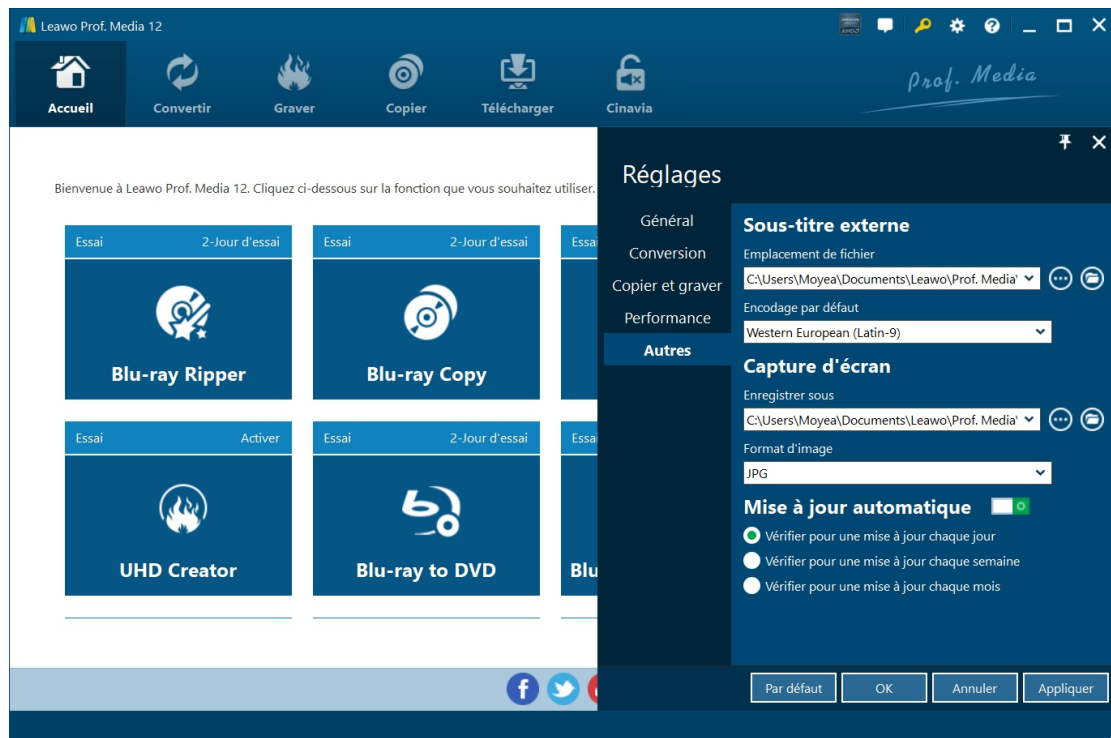 Leawo Prof. Media 12
Accueil
Convertir
Graver
Copier
Télécharger
Cinavia
Prof. Media
Bienvenue à Leawo Prof. Media 12. Cliquez ci-dessous sur la fonction que vous souhaitez utiliser.
Essai 2-Jour d'essai
Blu-ray Ripper
Essai 2-Jour d'essai
Blu-ray Copy
Essai
Essai Activer
UHD Creator
Essai 2-Jour d'essai
Blu-ray to DVD
Essai
Blu
Réglages
Général
Conversion
Copier et graver
Performance
Autres
Sous-titre externe
Emplacement de fichier
C:\Users\Moyea\Documents\Leawo\Prof. Media\
Encodage par défaut
Western European (Latin-9)
Capture d'écran
Enregistrer sous
C:\Users\Moyea\Documents\Leawo\Prof. Media\
Format d'image
JPG
Mise à jour automatique
Vérifier pour une mise à jour chaque jour
Vérifier pour une mise à jour chaque semaine
Vérifier pour une mise à jour chaque mois
Par défaut
OK
Annuler
Appliquer